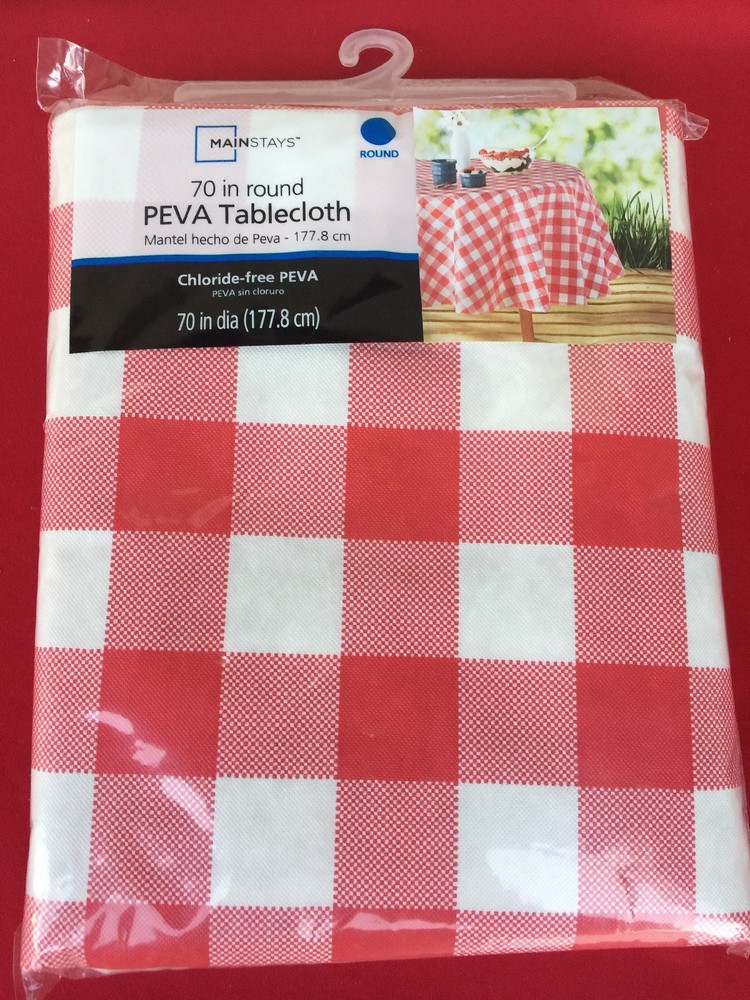 MAINSTAYS™
ROUND
70 in round
PEVA Tablecloth
Mantel hecho de Peva - 177.8 cm
Chloride-free PEVA
PEVA sin cloruro
70 in dia (177.8 cm)